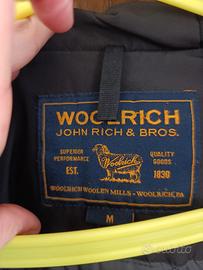 WOOLRICH
JOHN RICH & BROS.
SUPERIOR PERFORMANCE
QUALITY GOODS
Woolrich
EST.
1830
WOOLRICH WOOLEN MILLS - WOOLRICH, PA
M